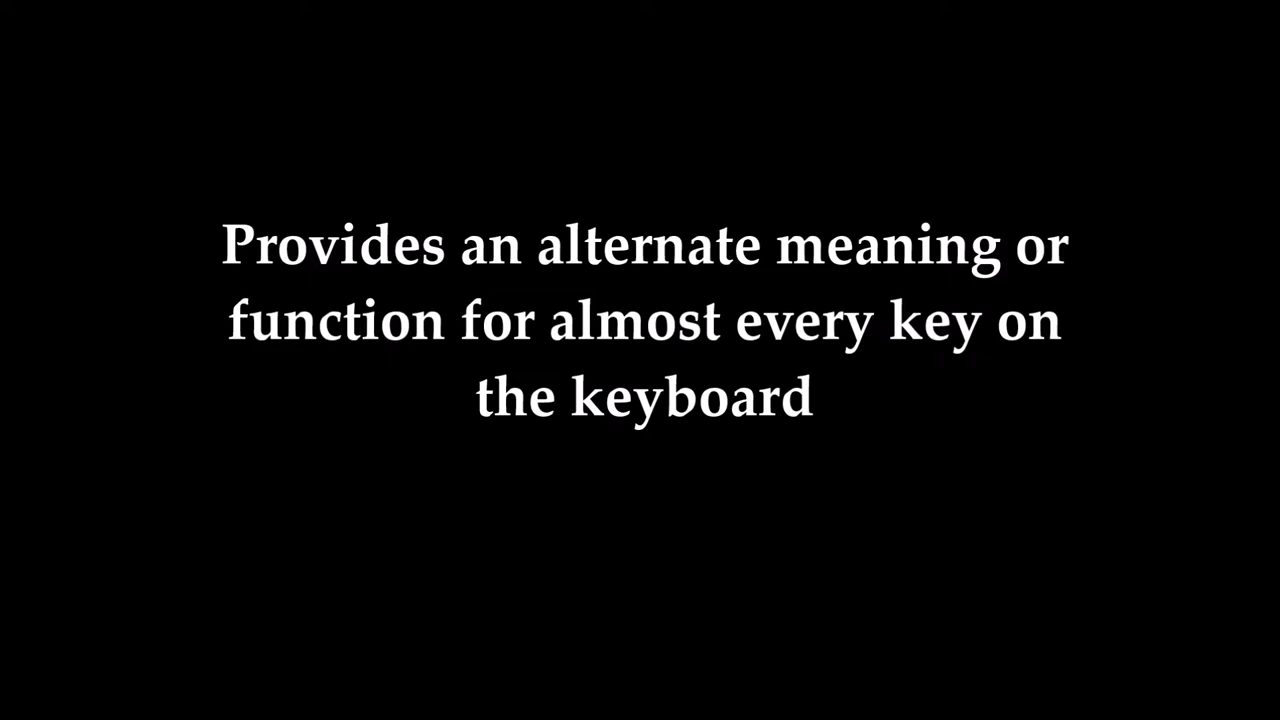 Provides an alternate meaning or
function for almost every key on
the keyboard